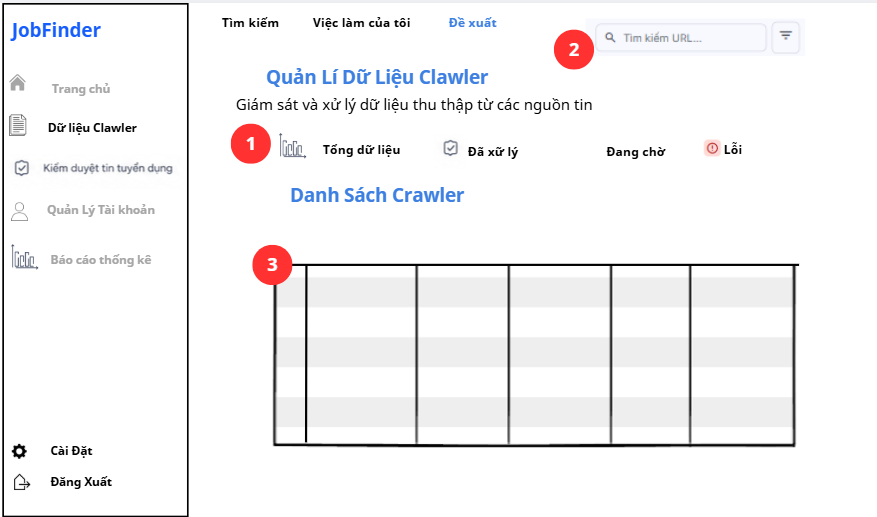 JobFinder
Trang chủ
Dữ liệu Clawler
Kiểm duyệt tin tuyển dụng
Quản Lý Tài khoản
Báo cáo thống kê
Cài Đặt
Đăng Xuất
Tìm kiếm Việc làm của tôi Đề xuất
2 Tìm kiếm URL...
Quản Lí Dữ Liệu Clawler
Giám sát và xử lý dữ liệu thu thập từ các nguồn tin
1 Tổng dữ liệu Đã xữ lý Đang chờ Lỗi
Danh Sách Crawler
3